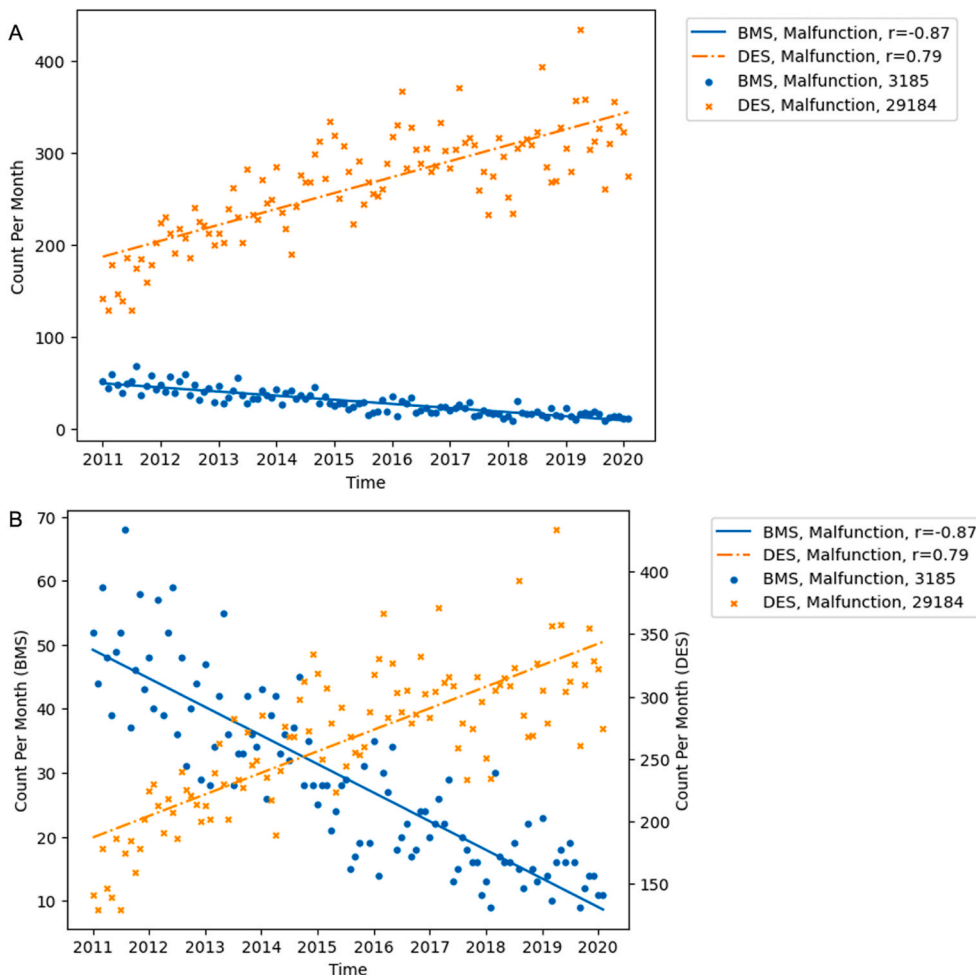 A
BMS, Malfunction, r=-0.87
DES, Malfunction, r=0.79
BMS, Malfunction, 3185
DES, Malfunction, 29184
400
300
200
100
0
Count Per Month
2011 2012 2013 2014 2015 2016 2017 2018 2019 2020
Time
B
BMS, Malfunction, r=-0.87
DES, Malfunction, r=0.79
BMS, Malfunction, 3185
DES, Malfunction, 29184
70
60
50
40
30
20
10
Count Per Month (BMS)
400
350
300
250
200
150
Count Per Month (DES)
2011 2012 2013 2014 2015 2016 2017 2018 2019 2020
Time